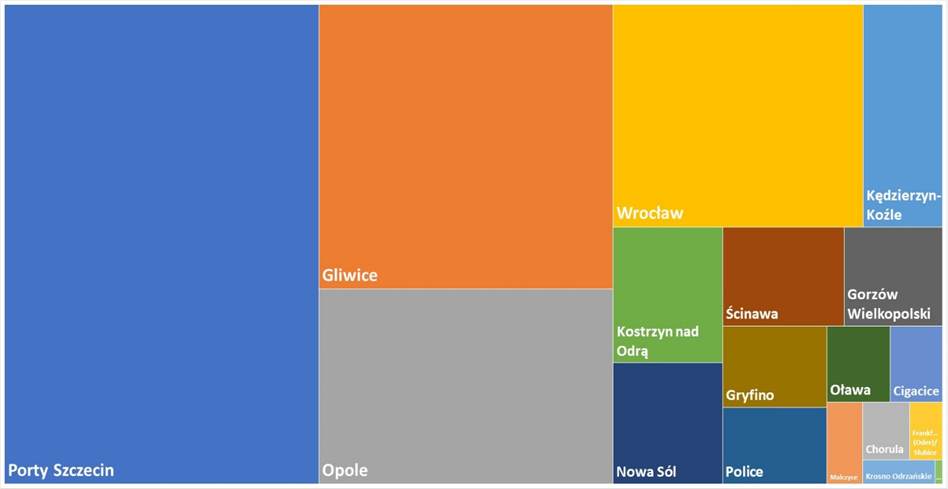 Porty Szczecin
Gliwice
Opole
Wrocław
Kędzierzyn-
Koźle
Kostrzyn nad
Odrą
Nowa Sól
Ścinawa
Gorzów
Wielkopolski
Gryfino
Police
Oława
Cigacice
Malczyce
Chorula
Frankf...
(Oder)/
Słubice
Krosno Odrzańskie